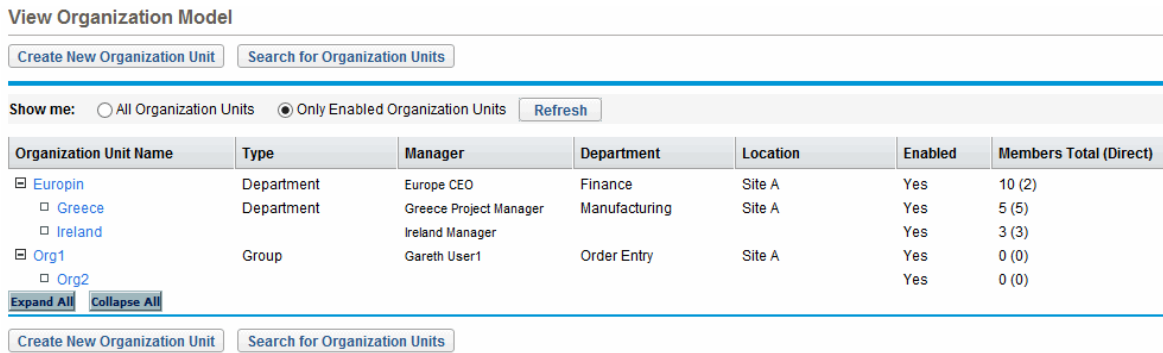 View Organization Model
Create New Organization Unit Search for Organization Units
Show me: All Organization Units Only Enabled Organization Units Refresh
Organization Unit Name Type Manager Department Location Enabled Members Total (Direct)
Europin Department Europe CEO Finance Site A Yes 10 (2)
Greece Department Greece Project Manager Manufacturing Site A Yes 5 (5)
Ireland Ireland Manager Yes 3 (3)
Org1 Group Gareth User1 Order Entry Site A Yes 0 (0)
Org2 Yes 0 (0)
Expand All Collapse All
Create New Organization Unit Search for Organization Units